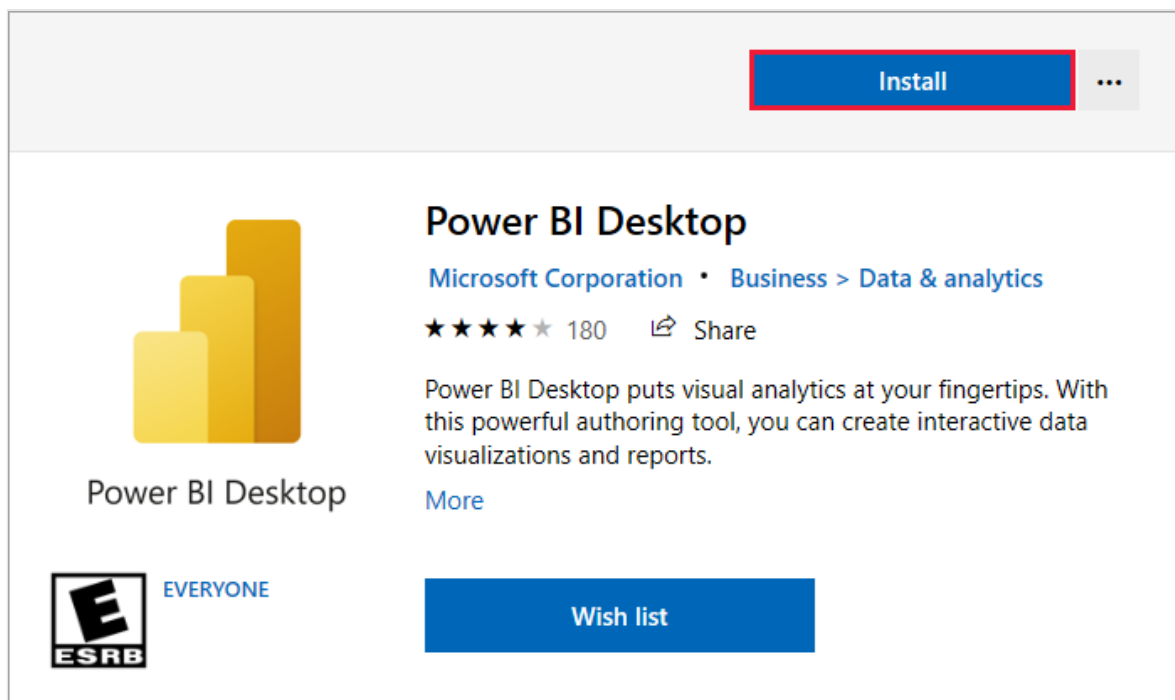 Install
...
Power BI Desktop
Microsoft Corporation • Business > Data & analytics
★★★★★ 180 Share
Power BI Desktop puts visual analytics at your fingertips. With
this powerful authoring tool, you can create interactive data
visualizations and reports.
More
Power BI Desktop
E
ESRB
EVERYONE
Wish list